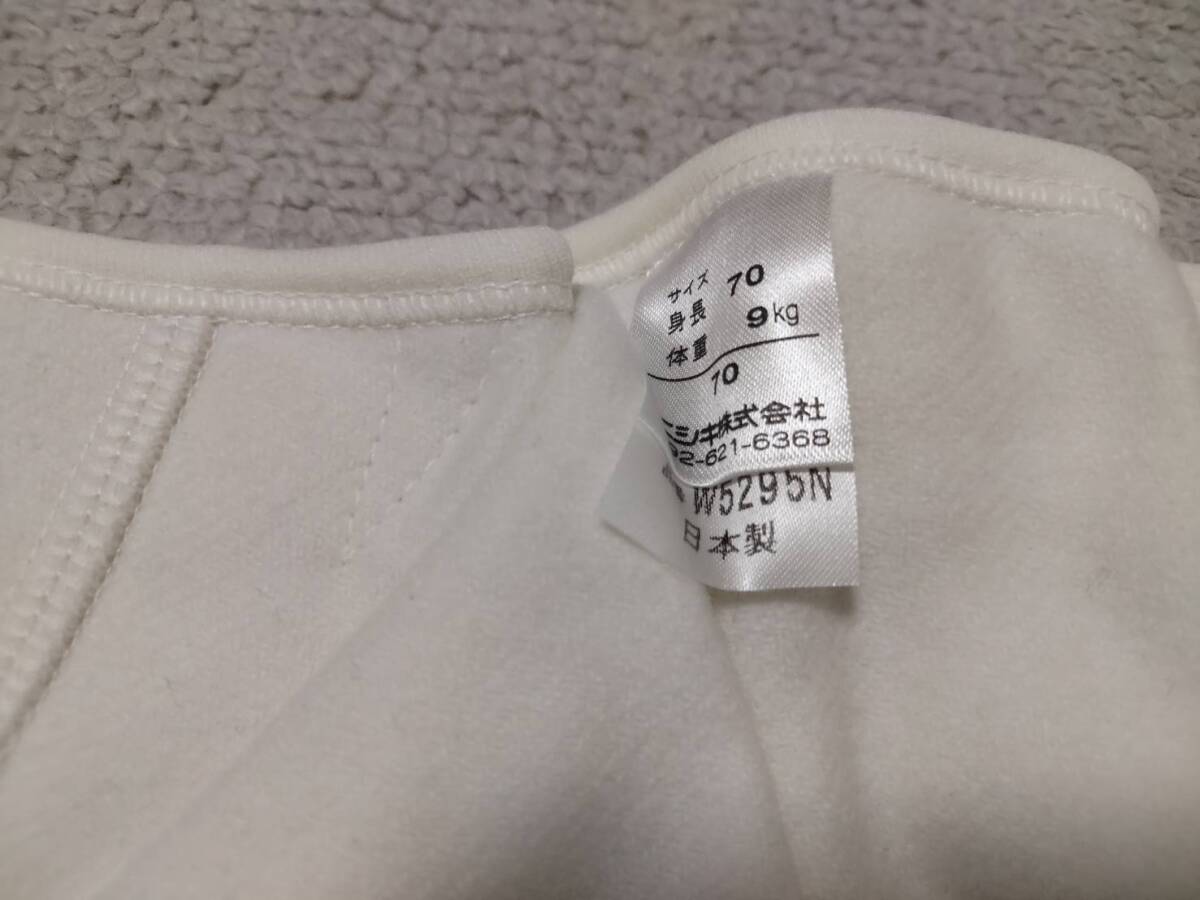 サイズ
身長 70
体重 9kg
70
ニシキ株式会社
92-621-6368
W5295N
日本製